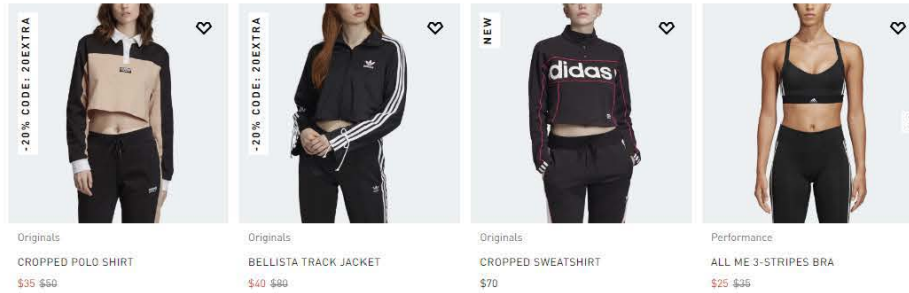 -20% CODE: 20EXTRA
-20% CODE: 20EXTRA
NEW
didas
Originals
CROPPED POLO SHIRT
$35 $50
Originals
BELLISTA TRACK JACKET
$40 $80
Originals
CROPPED SWEATSHIRT
$70
Performance
ALL ME 3-STRIPES BRA
$25 $35